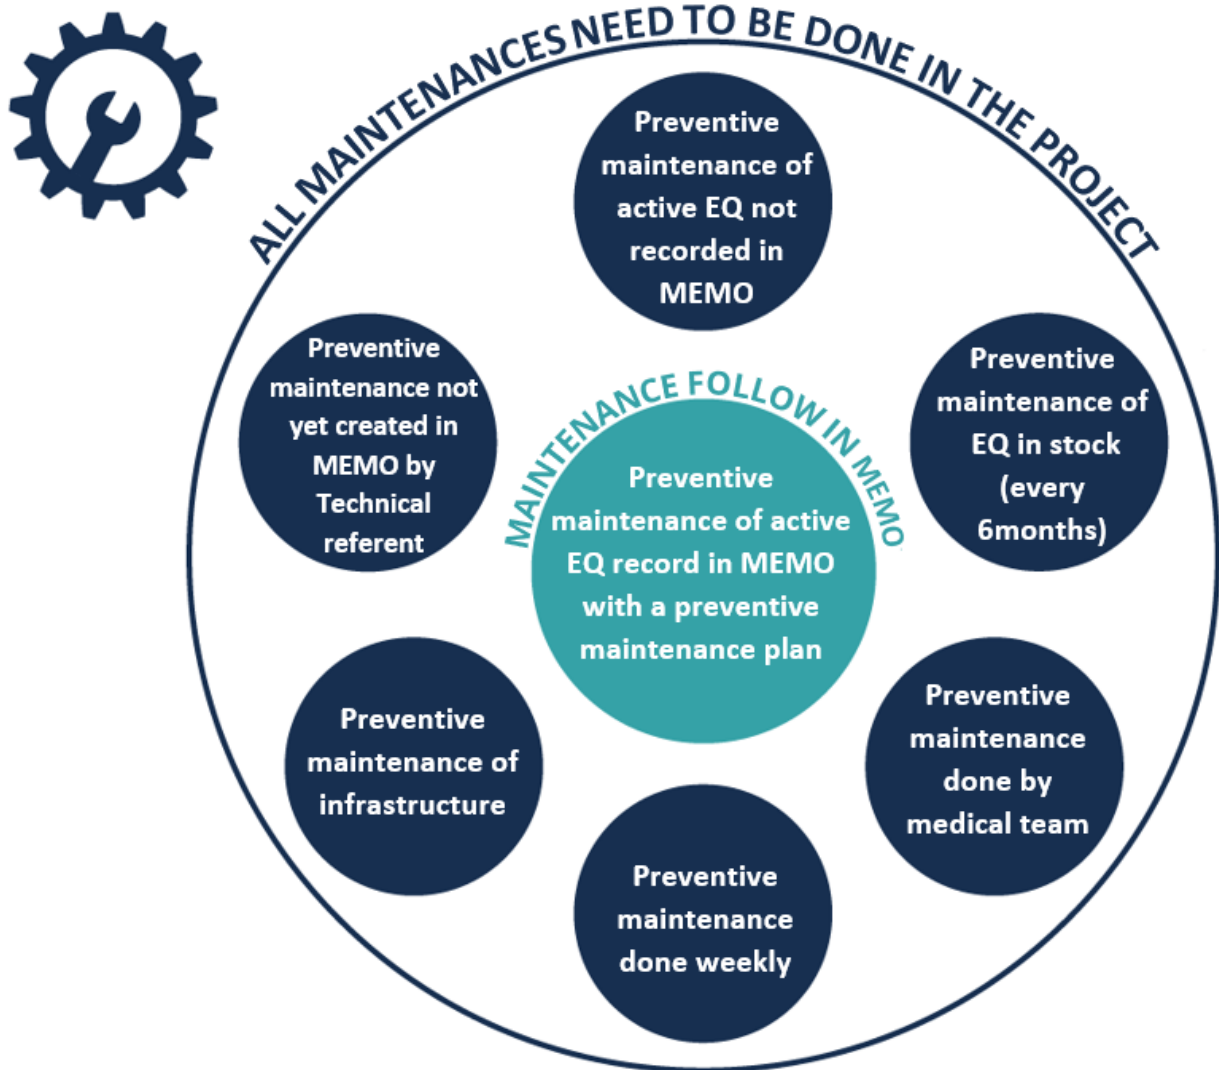 ALL MAINTENANCES NEED TO BE DONE IN THE PROJECT
Preventive
maintenance of
active EQ not
recorded in
MEMO
Preventive
maintenance not
yet created in
MEMO by
Technical
referent
Preventive
maintenance of
EQ in stock
(every
6months)
MAINTENANCE FOLLOW IN MEMO
Preventive
maintenance of active
EQ record in MEMO
with a preventive
maintenance plan
Preventive
maintenance of
infrastructure
Preventive
maintenance
done by
medical team
Preventive
maintenance
done weekly